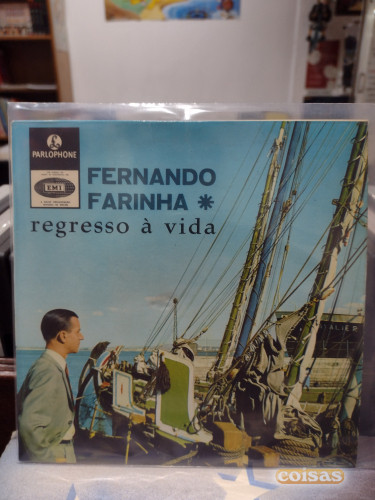 PARLOPHONE
EMI
FERNANDO
FARINHA *
regresso à vida
coisas